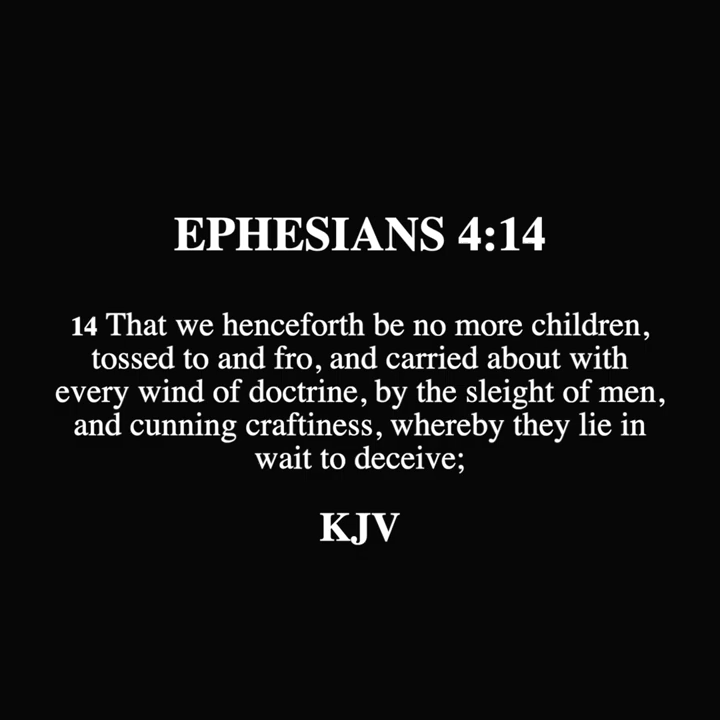 EPHESIANS 4:14
14 That we henceforth be no more children,
tossed to and fro, and carried about with
every wind of doctrine, by the sleight of men,
and cunning craftiness, whereby they lie in
wait to deceive;
KJV